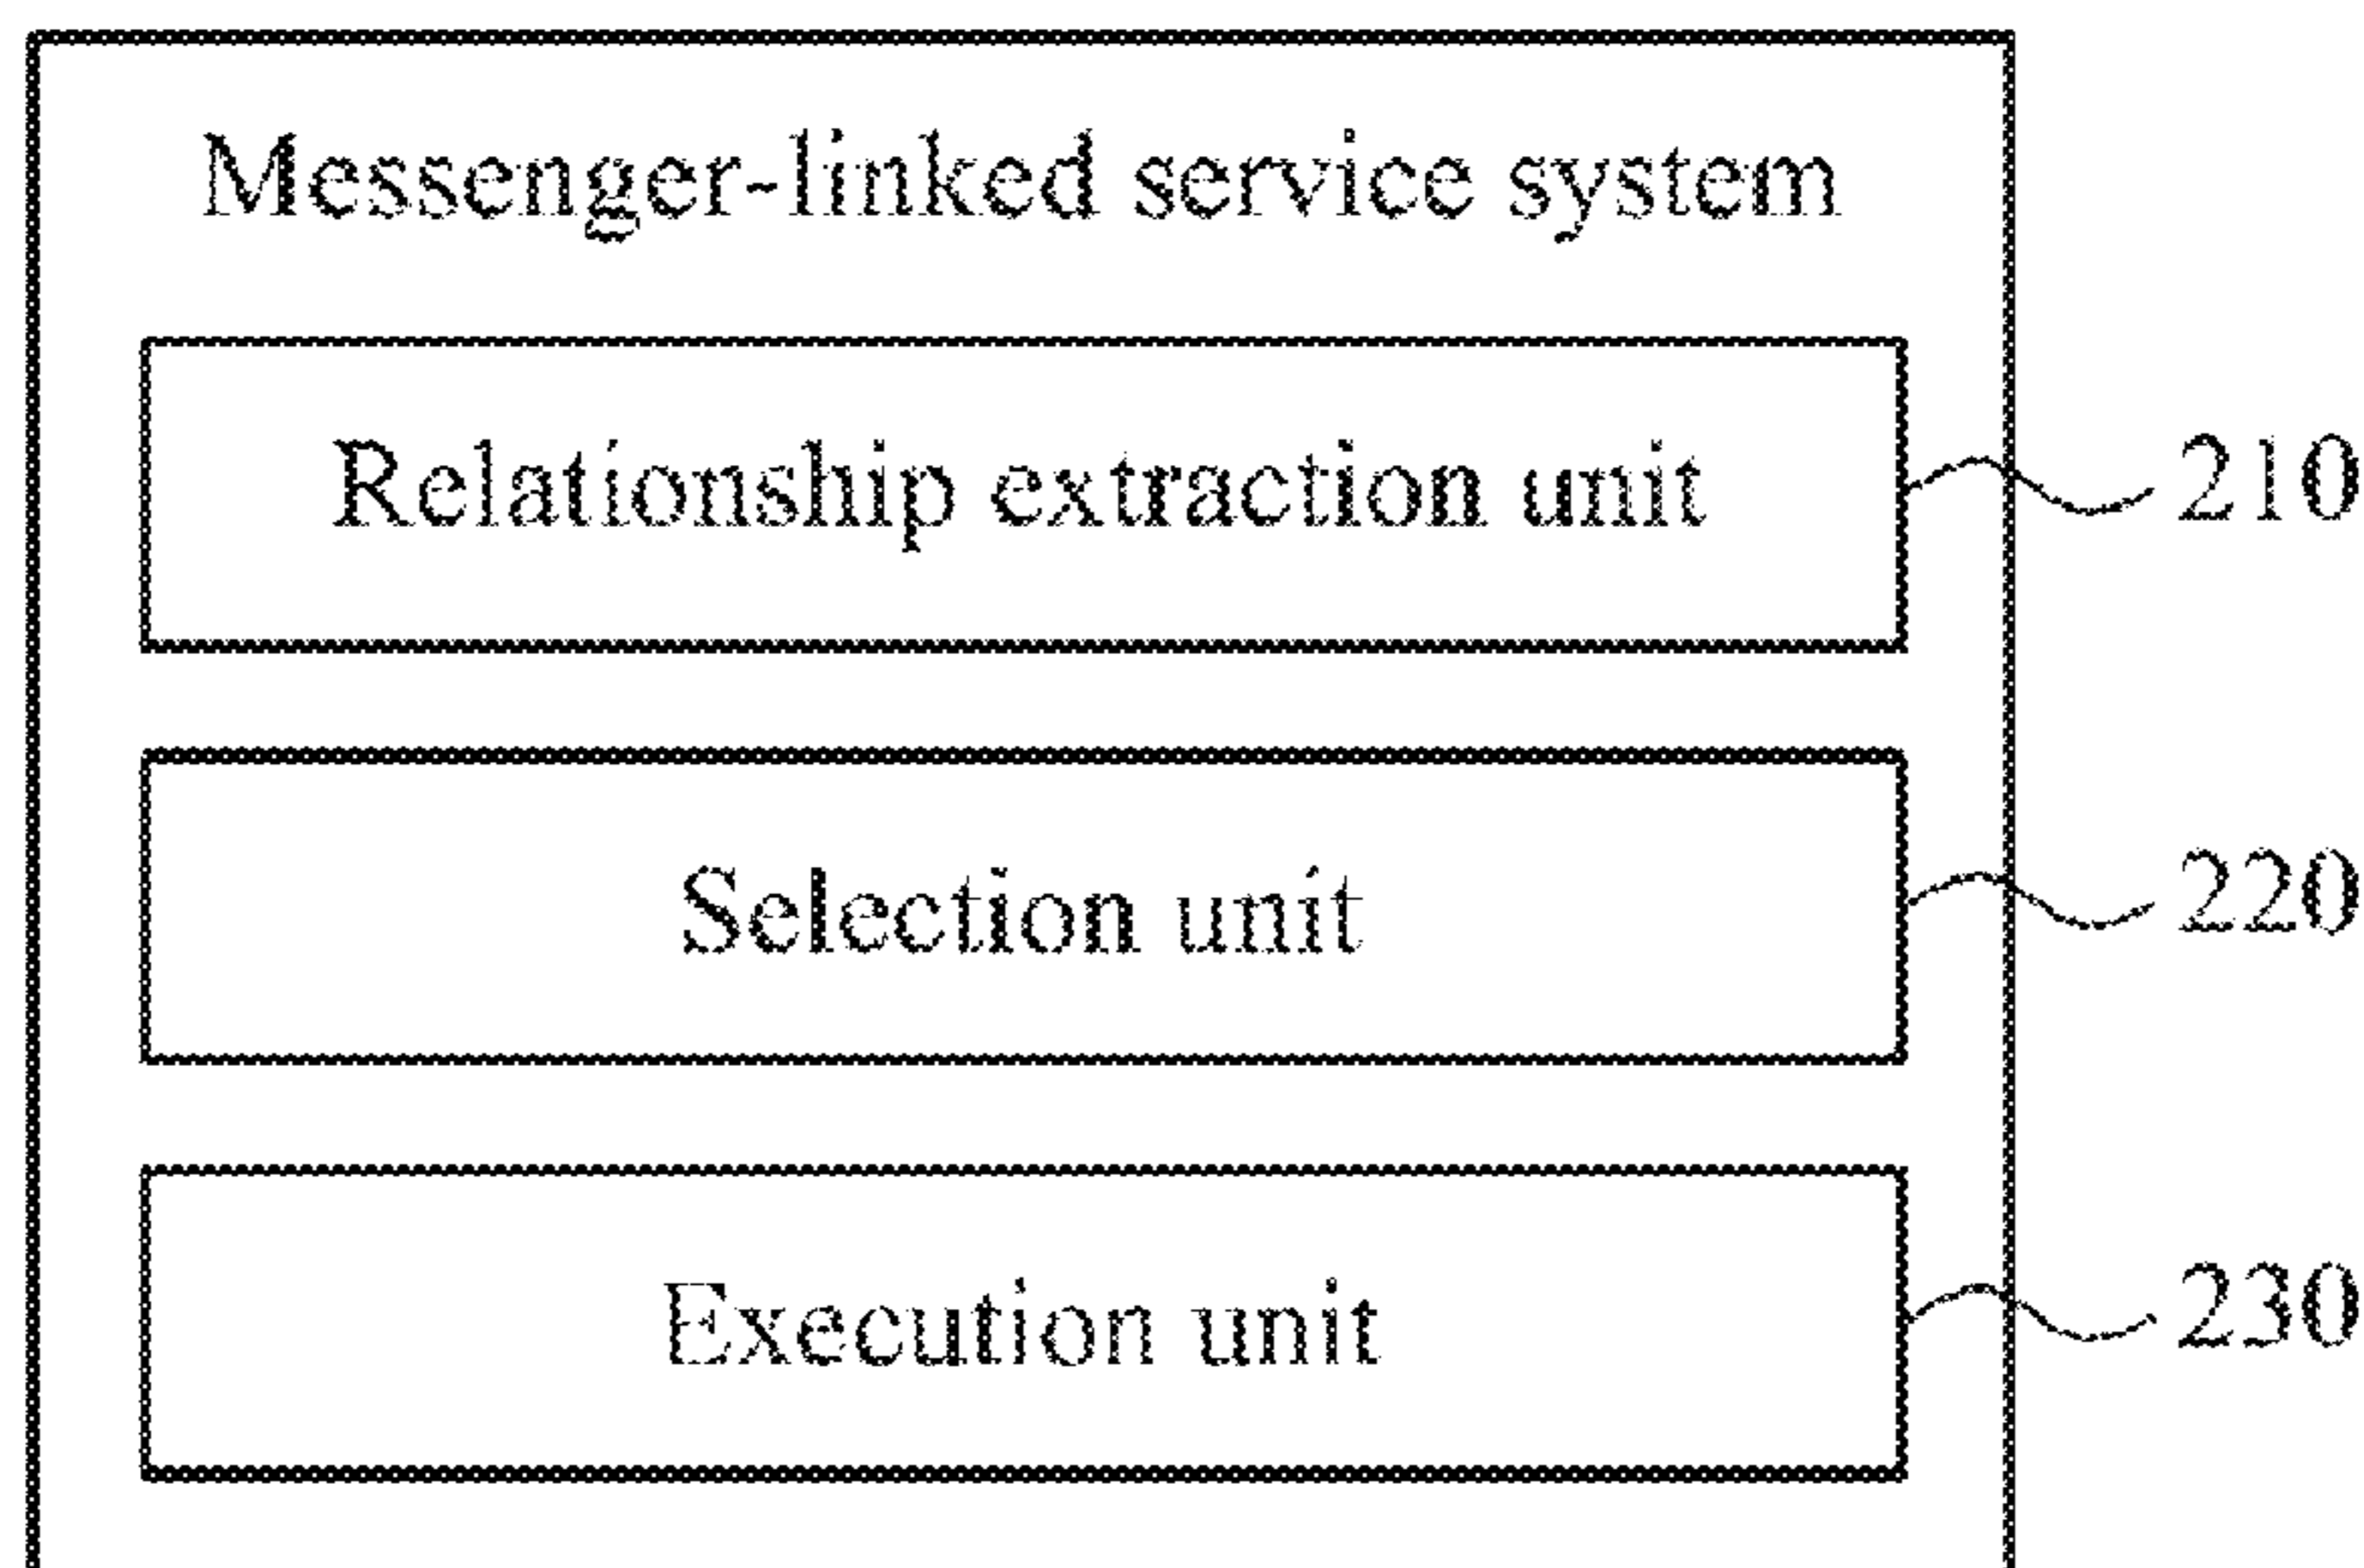 Messenger-linked service system
Relationship extraction unit 210
Selection unit 220
Execution unit 230